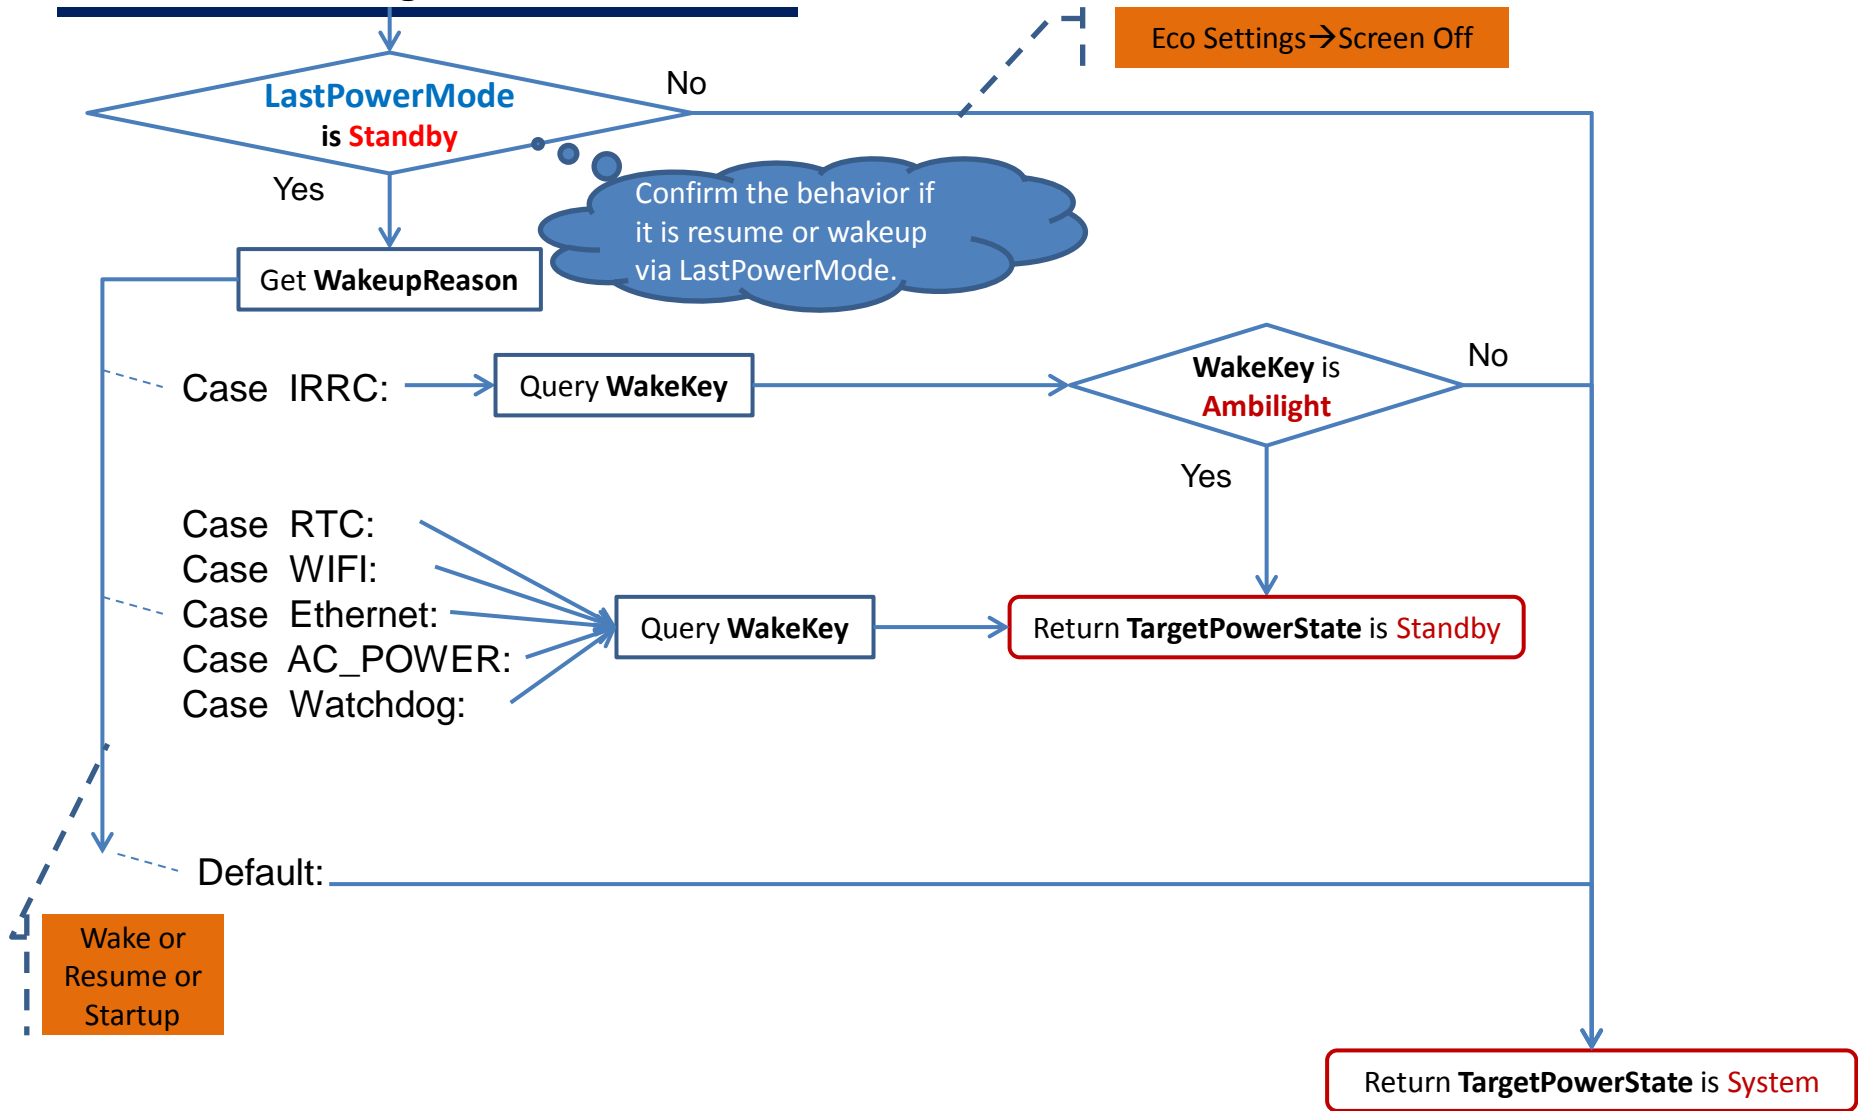 Eco Settings→Screen Off
No
LastPowerMode
is Standby
Yes
Confirm the behavior if
it is resume or wakeup
via LastPowerMode.
Get WakeupReason
Case IRRC:
Query WakeKey
WakeKey is
Ambilight
No
Yes
Case RTC:
Case WIFI:
Case Ethernet:
Case AC_POWER:
Case Watchdog:
Query WakeKey
Return TargetPowerState is Standby
Default:
Wake or
Resume or
Startup
Return TargetPowerState is System